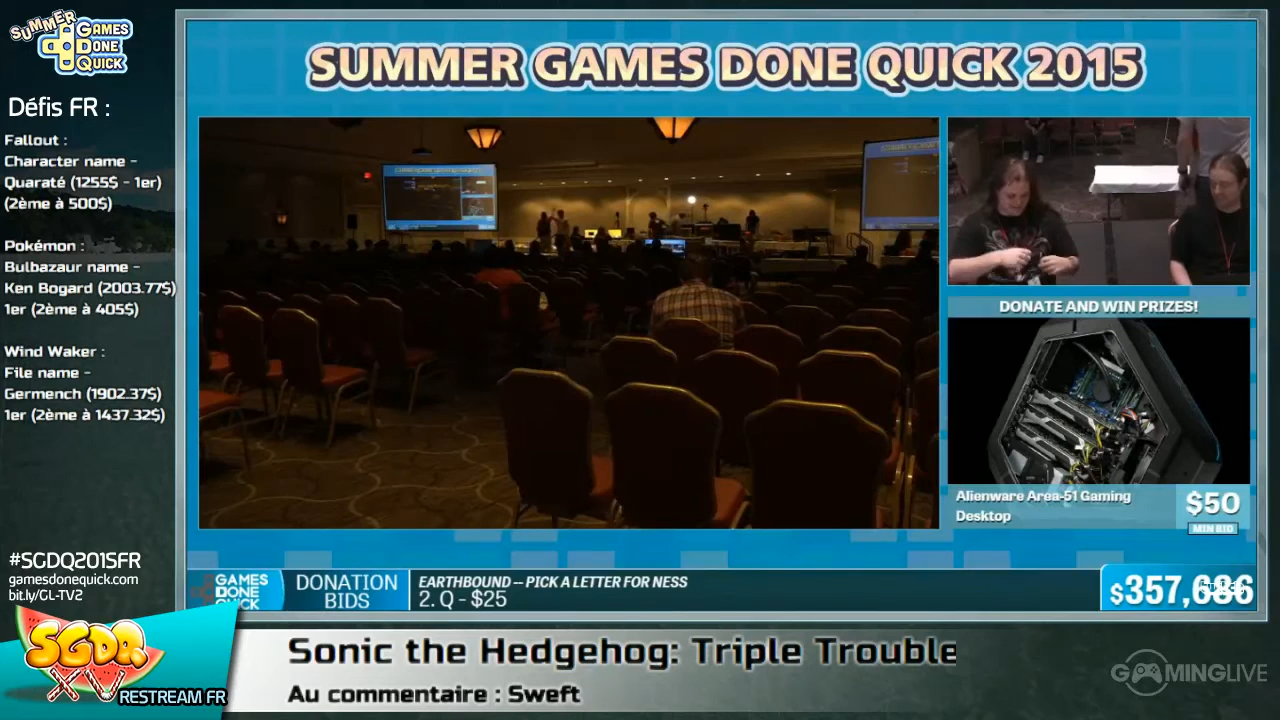 SUMMER GAMES DONE QUICK
Défis FR :
Fallout :
Character name -
Quaraté (1255$ - 1er)
(2ème à 500$)
Pokémon :
Bulbazaur name -
Ken Bogard (2003.77$)
1er (2ème à 405$)
Wind Waker :
File name -
Germench (1902.37$)
1er (2ème à 1437.32$)
#SGDQ2015FR
gamesdonequick.com
bit.ly/GL-TV2
SGDQ
RESTREAM FR
SUMMER GAMES DONE QUICK 2015
DONATE AND WIN PRIZES!
Alienware Area-51 Gaming
Desktop
$50
MIN BID
GAMES
DONE
QUICK
DONATION
BIDS
EARTHBOUND -- PICK A LETTER FOR NESS
2. Q - $25
$357,686
Sonic the Hedgehog: Triple Trouble
Au commentaire : Sweft
GAMINGLIVE